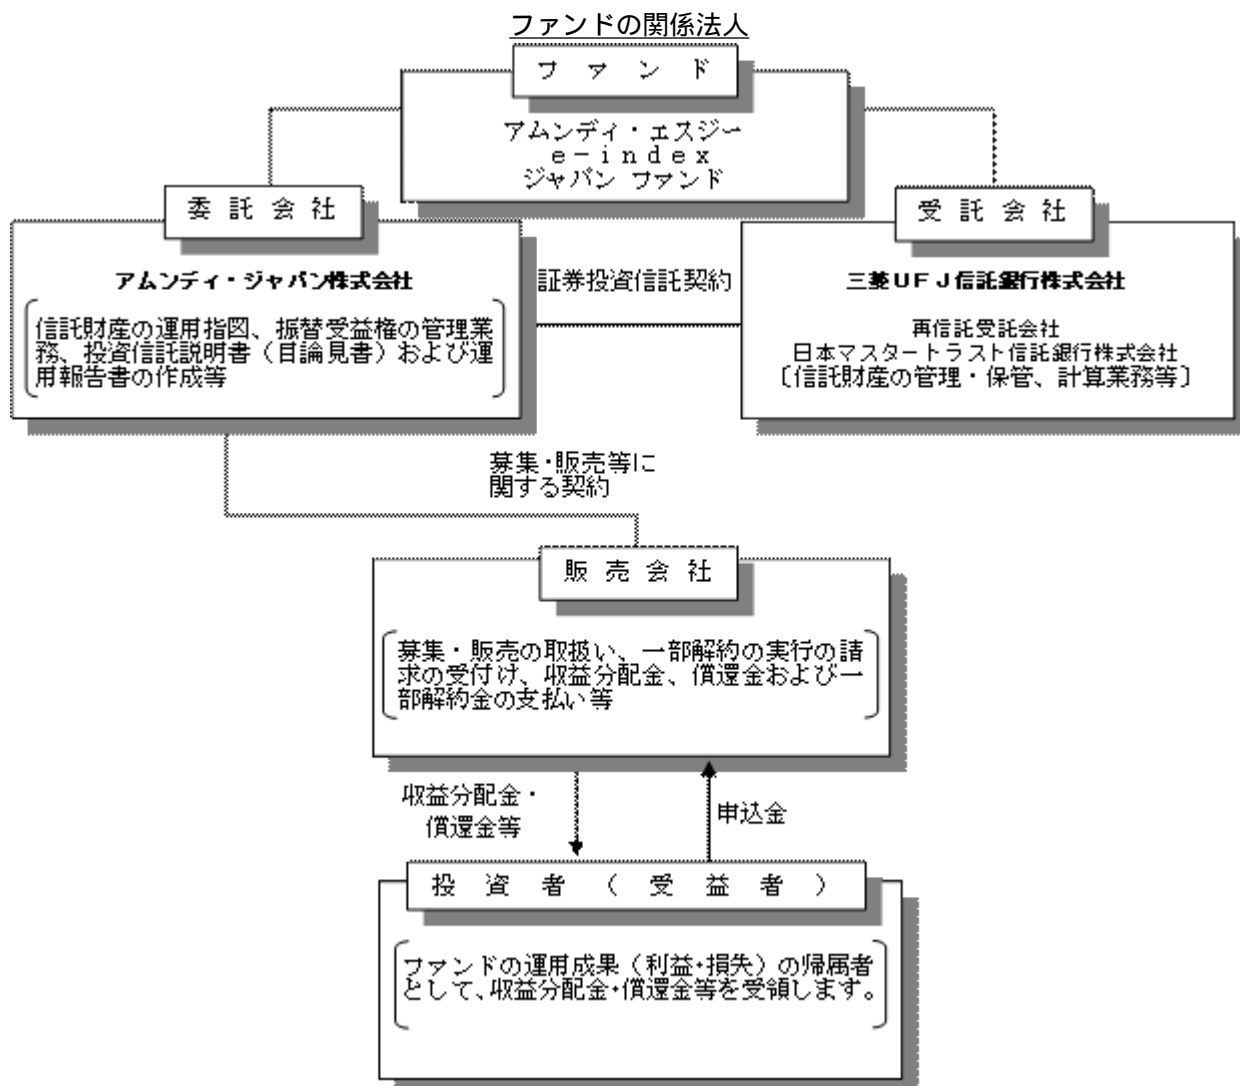 ファンドの関係法人
フ ァ ン ド
アムンディ・エスジー
ｅ－ｉｎｄｅｘ
ジャパン ファンド
委 託 会 社
受 託 会 社
アムンディ・ジャパン株式会社
信託財産の運用指図、振替受益権の管理業
務、投資信託説明書（目論見書）および運
用報告書の作成等
証券投資信託契約
三菱ＵＦＪ信託銀行株式会社
再信託受託会社
日本マスタートラスト信託銀行株式会社
〔信託財産の管理・保管、計算業務等〕
募集・販売等に
関する契約
販 売 会 社
募集・販売の取扱い、一部解約の実行の請
求の受付け、収益分配金、償還金および一
部解約金の支払い等
収益分配金・
償還金等
申込金
投 資 者 （ 受 益 者 ）
ファンドの運用成果（利益・損失）の帰属者
として、収益分配金・償還金等を受領します。